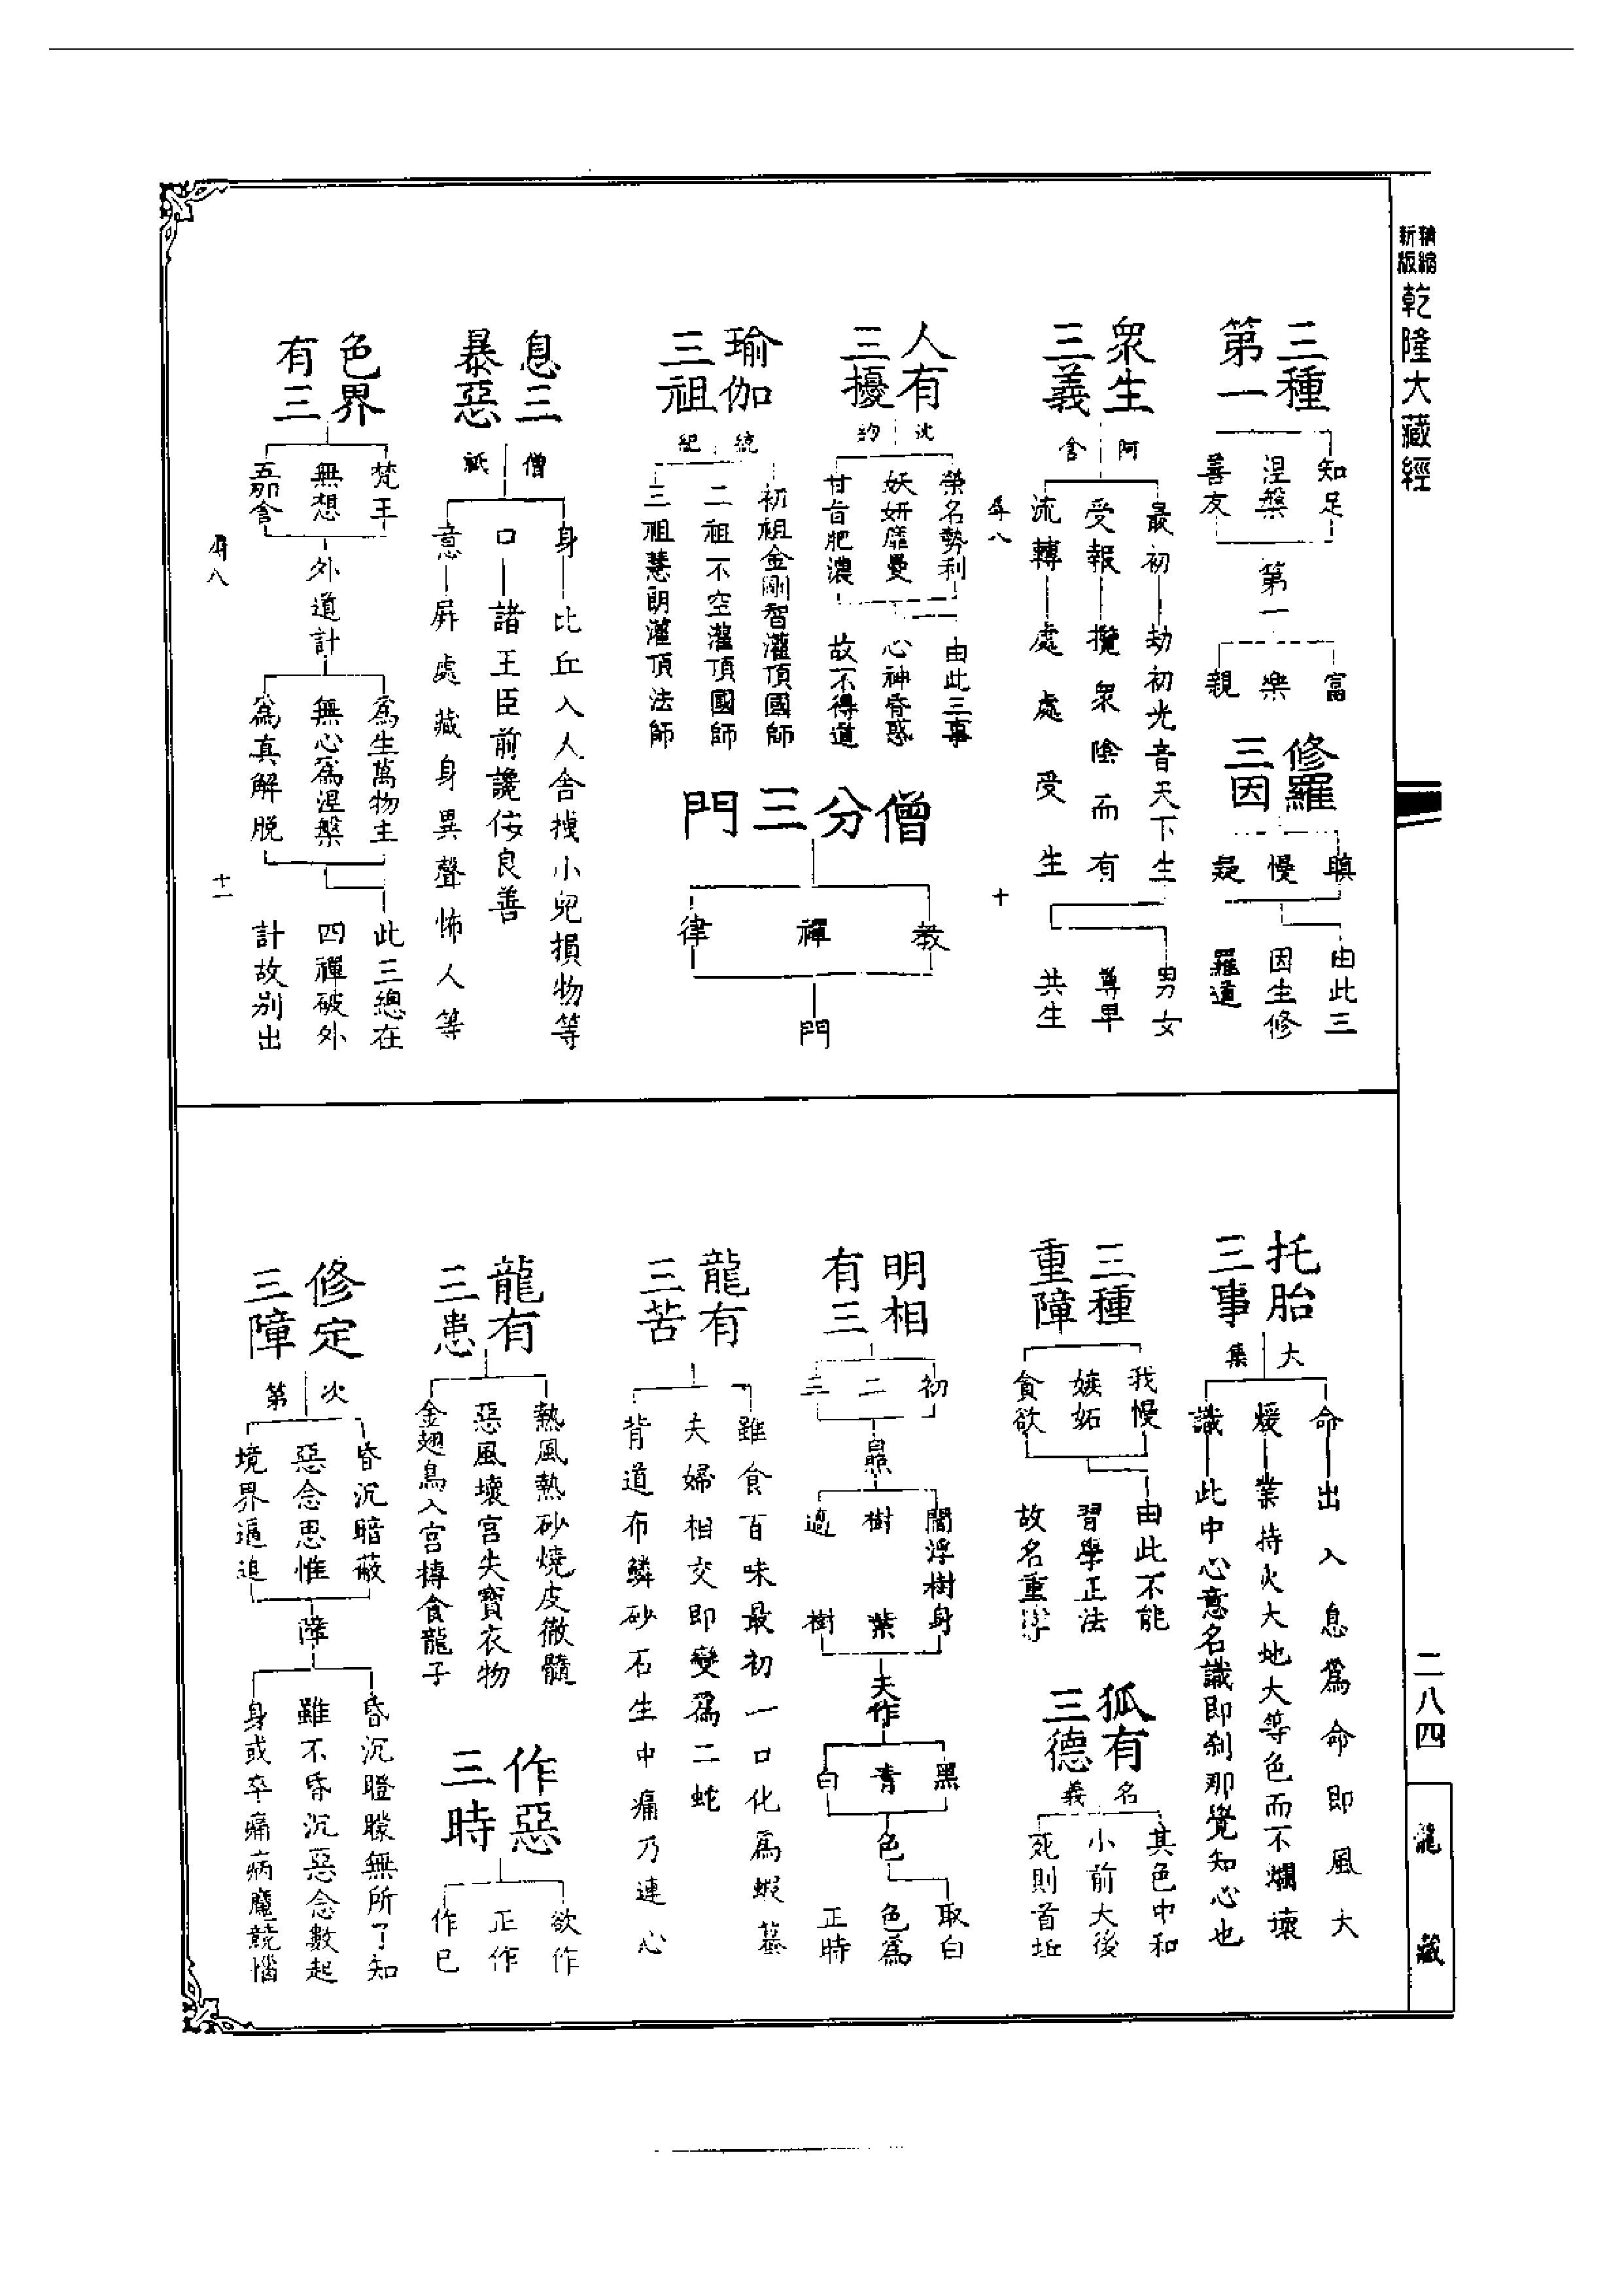 精縮
新版
乾隆大藏經
三種
第一
知足
涅槃
善友
第一
富
樂
親
修羅
三因
瞋
慢
疑
由此三
因生修
羅道
眾生
三義
阿含
最初
受報
流轉
劫初光音天下生
攬眾陰而有
處處受生
男女
尊卑
共生
十
人有
三擾
沈約
榮名勢利
妖妍靡曼
甘旨肥濃
由此三事
心神昏惑
故不得道
瑜伽
三祖
統紀
初祖金剛智灌頂國師
二祖不空灌頂國師
三祖慧朗灌頂法師
僧分三門
教
禪
律
門
息三
暴惡
僧祇
身
口
意
比丘入人舍拽小兒損物等
諸王臣前讒佞良善
屏處藏身異聲怖人等
色界
有三
梵王
無想
五那含
外道計
為生萬物主
無心為涅槃
為真解脫
此三總在
四禪破外
計故別出
八
十一
托胎
三事
大集
命
煖
識
出入息為命即風大
業持火大地大等色而不爛壞
此中心意名識即剎那覺知心也
三種
重障
我慢
嫉妬
貪欲
由此不能
習學正法
故名重障
狐有
三德
名義
其色中和
小前大後
死則首丘
明相
有三
初
二
三
照
閻浮樹身
樹葉
過樹
天作
黑
青
白
色
取白
色為
正時
龍有
三苦
雖食百味最初一口化為蝦蟇
夫婦相交即變為二蛇
背道布鱗砂石生中痛乃連心
龍有
三患
熱風熱砂燒皮徹髓
惡風壞宮失寶衣物
金翅鳥入宮搏食龍子
作惡
三時
欲作
正作
作已
修定
三障
次第
昏沉暗蔽
惡念思惟
境界逼迫
障
昏沉瞪矇無所了知
雖不昏沉惡念數起
身或卒痛病魔競惱
二八四
龍藏